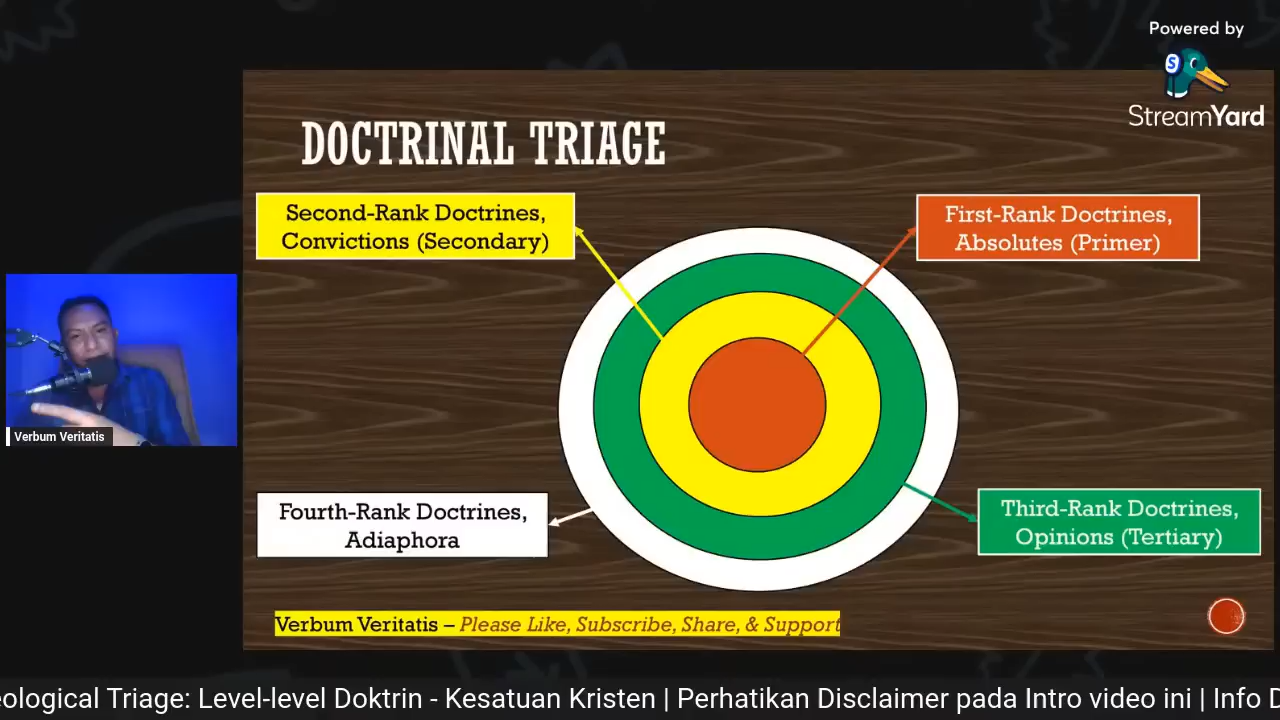 Powered by
StreamYard
DOCTRINAL TRIAGE
Second-Rank Doctrines,
Convictions (Secondary)
First-Rank Doctrines,
Absolutes (Primer)
Verbum Veritatis
Fourth-Rank Doctrines,
Adiaphora
Third-Rank Doctrines,
Opinions (Tertiary)
Verbum Veritatis – Please Like, Subscribe, Share, & Support
eological Triage: Level-level Doktrin - Kesatuan Kristen | Perhatikan Disclaimer pada Intro video ini | Info D